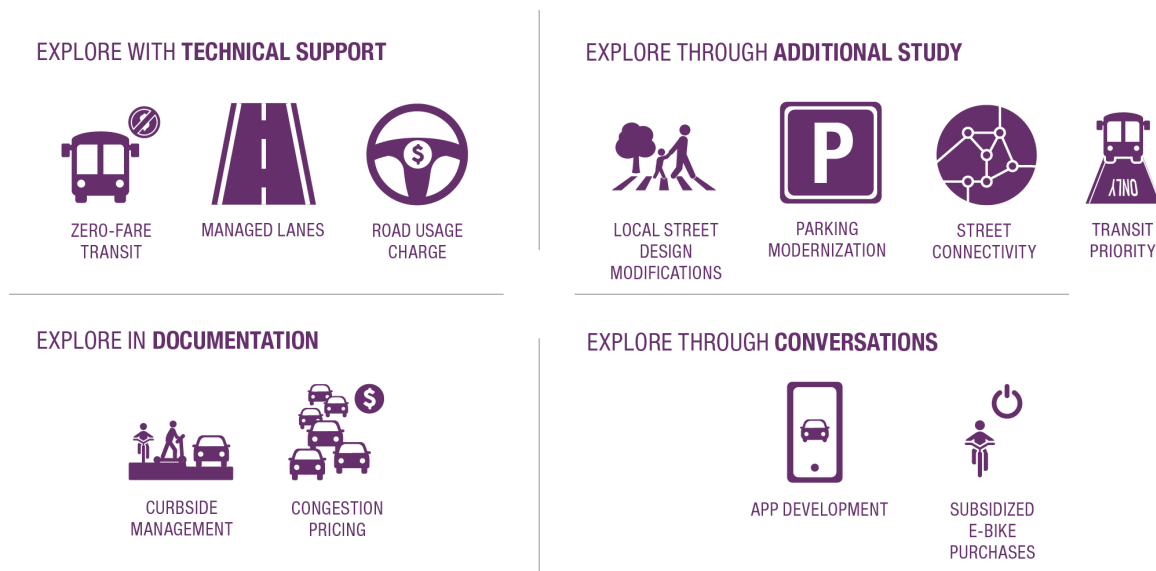 EXPLORE WITH TECHNICAL SUPPORT
ZERO-FARE
TRANSIT
MANAGED LANES
$
ROAD USAGE
CHARGE
EXPLORE THROUGH ADDITIONAL STUDY
LOCAL STREET
DESIGN
MODIFICATIONS
P
PARKING
MODERNIZATION
STREET
CONNECTIVITY
ONLY
TRANSIT
PRIORITY
EXPLORE IN DOCUMENTATION
CURBSIDE
MANAGEMENT
$
CONGESTION
PRICING
EXPLORE THROUGH CONVERSATIONS
APP DEVELOPMENT
SUBSIDIZED
E-BIKE
PURCHASES